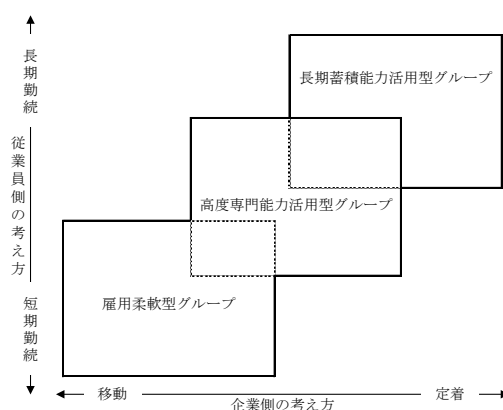 長期勤続
従業員側の考え方
短期勤続
長期蓄積能力活用型グループ
高度専門能力活用型グループ
雇用柔軟型グループ
移動
企業側の考え方
定着